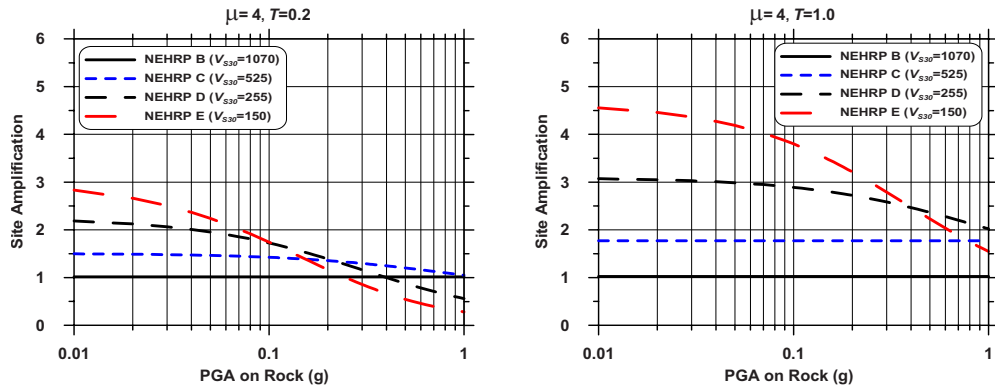 μ= 4, T=0.2
6
5
4
3
2
1
0
Site Amplification
NEHRP B (VS30=1070)
NEHRP C (VS30=525)
NEHRP D (VS30=255)
NEHRP E (VS30=150)
0.01
0.1
1
PGA on Rock (g)
μ= 4, T=1.0
6
5
4
3
2
1
0
Site Amplification
NEHRP B (VS30=1070)
NEHRP C (VS30=525)
NEHRP D (VS30=255)
NEHRP E (VS30=150)
0.01
0.1
1
PGA on Rock (g)